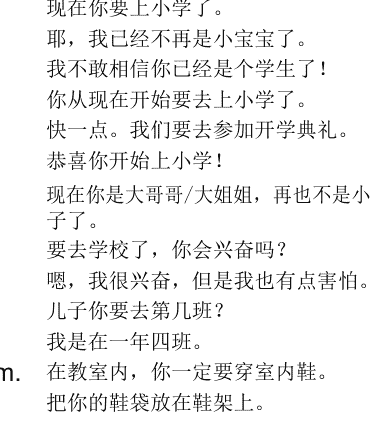 现在你要上小学了。
耶，我已经不再是小宝宝了。
我不敢相信你已经是个学生了！
你从现在开始要去上小学了。
快一点。我们要去参加开学典礼。
恭喜你开始上小学！
现在你是大哥哥/大姐姐，再也不是小
子了。
要去学校了，你会兴奋吗？
嗯，我很兴奋，但是我也有点害怕。
儿子你要去第几班？
我是在一年四班。
m. 在教室内，你一定要穿室内鞋。
把你的鞋袋放在鞋架上。